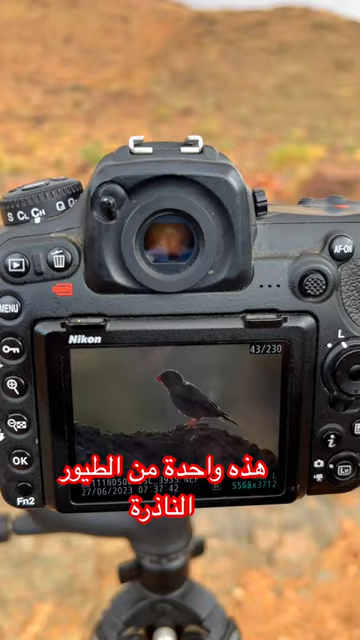 S CL CH Q
AF-ON
MENU
L
Nikon
43/230
OK
i
Lv
Fn2
هذه واحدة من الطيور
الناذرة
27/06/2023 07:37:42
5568x3712